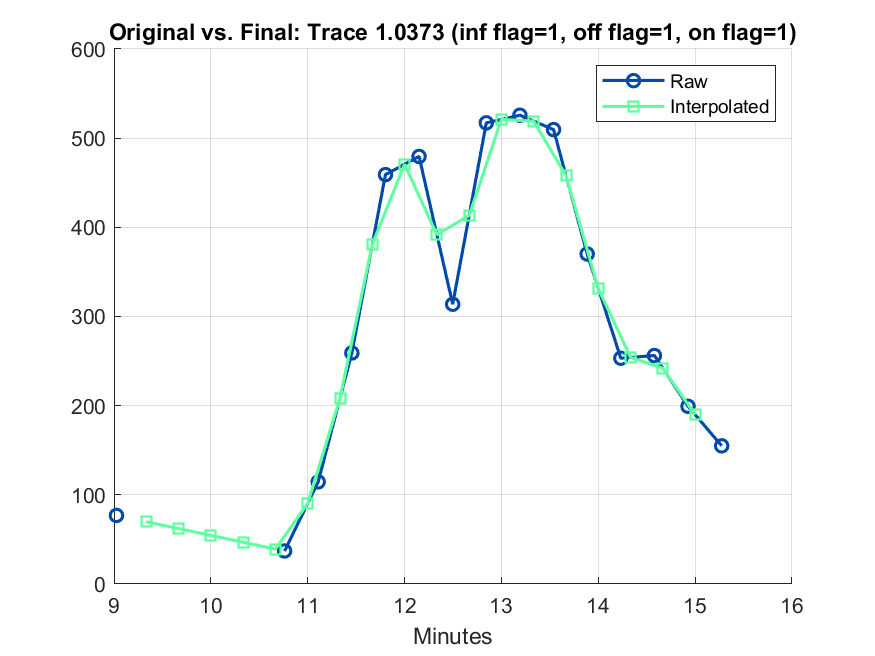 Original vs. Final: Trace 1.0373 (inf flag=1, off flag=1, on flag=1)
600
500
400
300
200
100
0
Raw
Interpolated
9 10 11 12 13 14 15 16
Minutes